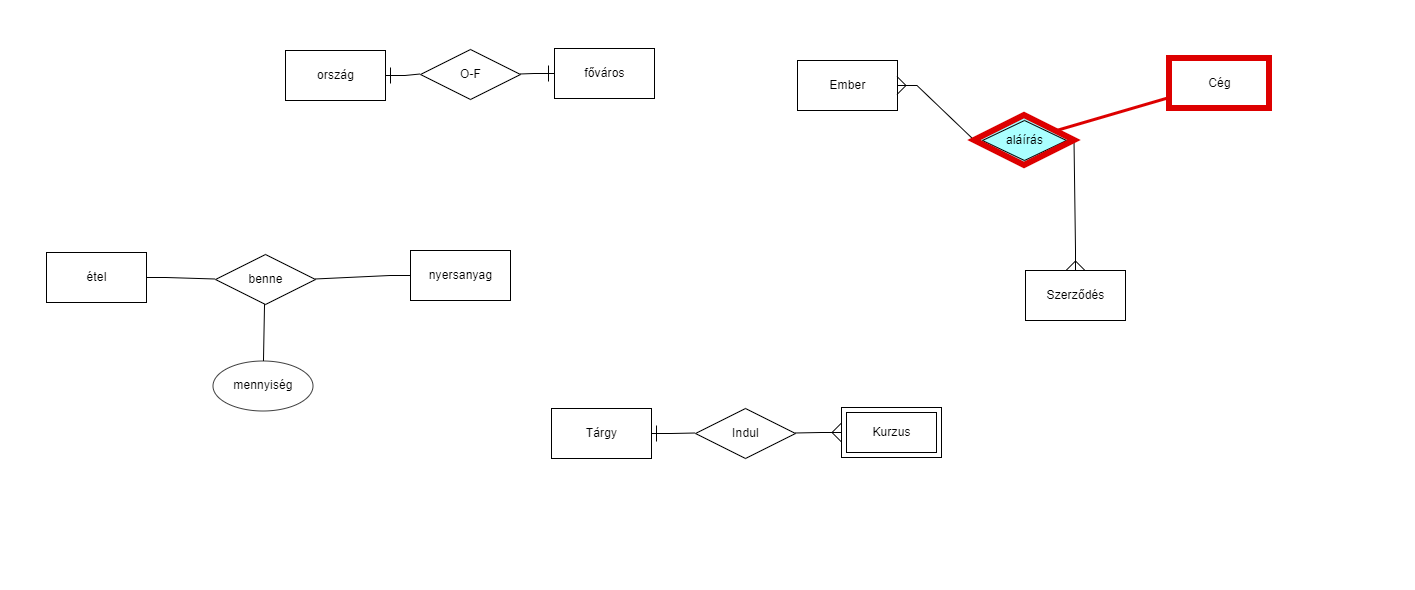 ország
O-F
főváros
Ember
Cég
aláírás
étel
benne
nyersanyag
Szerződés
mennyiség
Tárgy
Indul
Kurzus